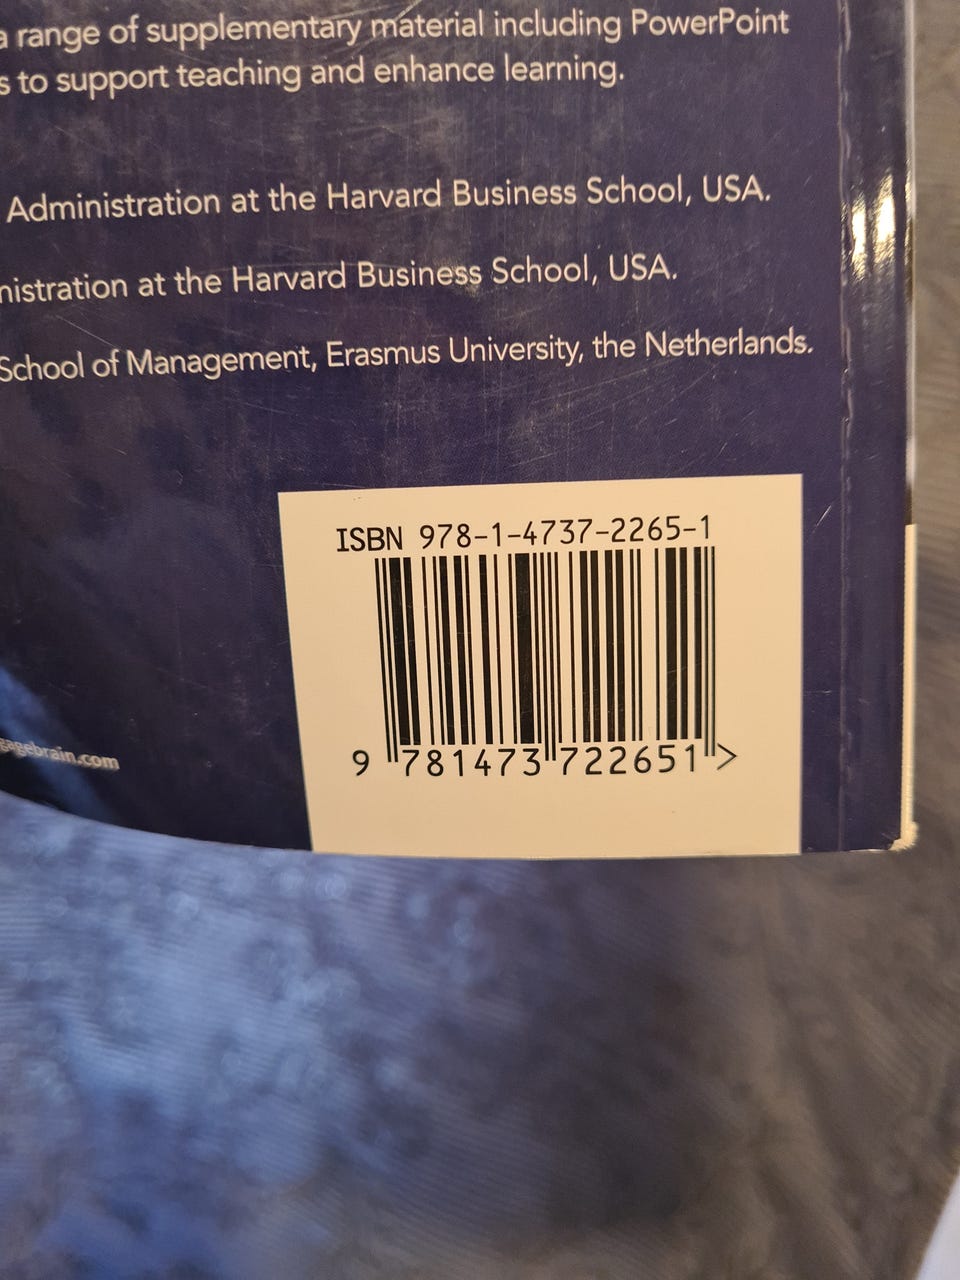 a range of supplementary material including PowerPoint
s to support teaching and enhance learning.
Administration at the Harvard Business School, USA.
nistration at the Harvard Business School, USA.
School of Management, Erasmus University, the Netherlands.
ISBN 978-1-4737-2265-1
9 781473 722651 >
gagebrain.com